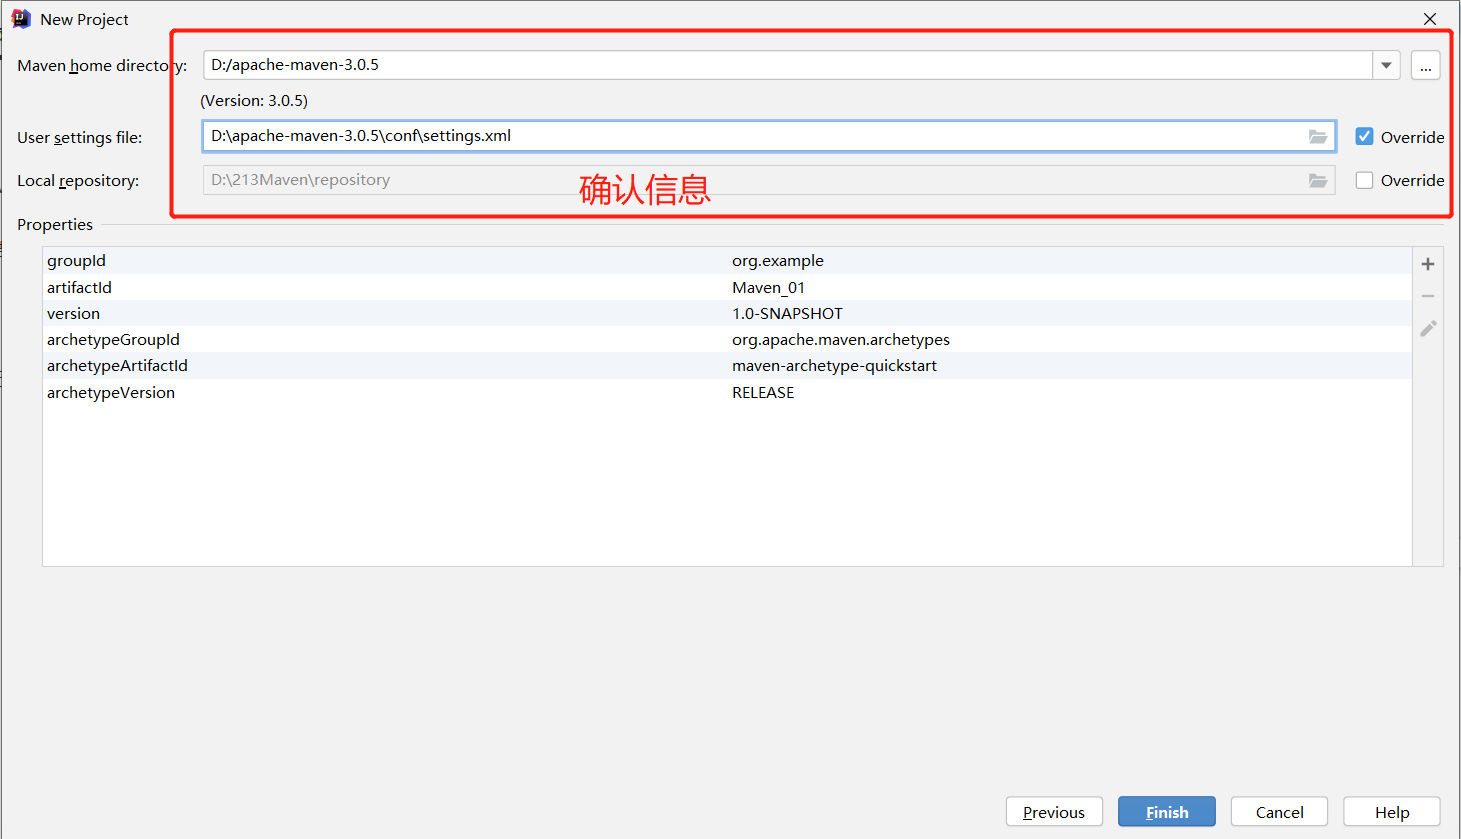 New Project
Maven home directory: D:/apache-maven-3.0.5 ...
(Version: 3.0.5)
User settings file: D:\apache-maven-3.0.5\conf\settings.xml Override
Local repository: D:\213Maven\repository Override
确认信息
Properties
groupId org.example
artifactId Maven_01
version 1.0-SNAPSHOT
archetypeGroupId org.apache.maven.archetypes
archetypeArtifactId maven-archetype-quickstart
archetypeVersion RELEASE
Previous Finish Cancel Help